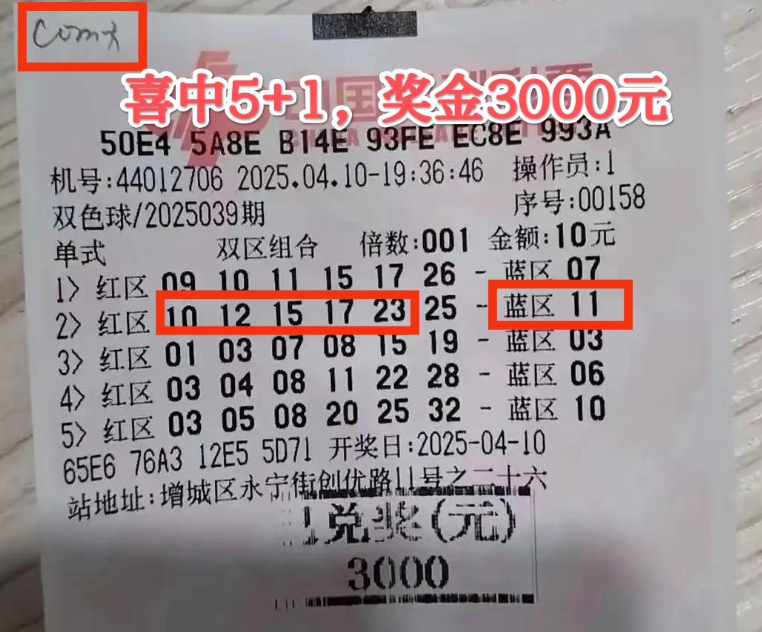 喜中5+1，奖金3000元
50E4 5A8E B14E 93FE EC8E 993A
机号:44012706 2025.04.10-19:36:46 操作员:1
双色球/2025039期 序号:00158
单式 双区组合 倍数:001 金额:10元
1> 红区 09 10 11 15 17 26 - 蓝区 07
2> 红区 10 12 15 17 23 25 - 蓝区 11
3> 红区 01 03 07 08 15 19 - 蓝区 03
4> 红区 03 04 08 11 22 28 - 蓝区 06
5> 红区 03 05 08 20 25 32 - 蓝区 10
65E6 76A3 12E5 5D71 开奖日:2025-04-10
站地址:增城区永宁街创优路11号之二十六
兑奖(元)
3000